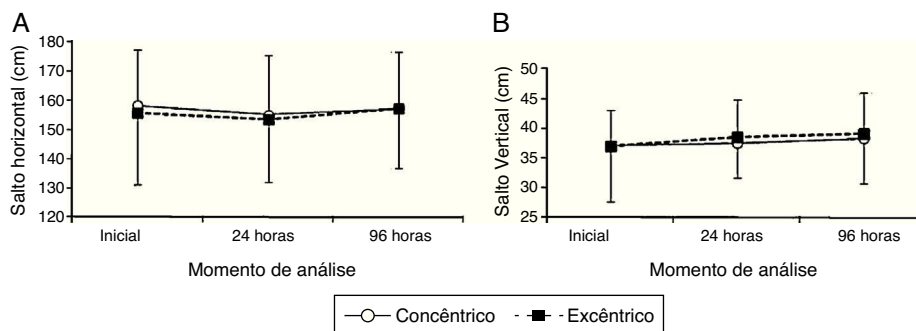 A
Salto horizontal (cm)
180
170
160
150
140
130
120
Inicial
24 horas
96 horas
Momento de análise
B
Salto Vertical (cm)
50
45
40
35
30
25
Inicial
24 horas
96 horas
Momento de análise
Concêntrico
Excêntrico